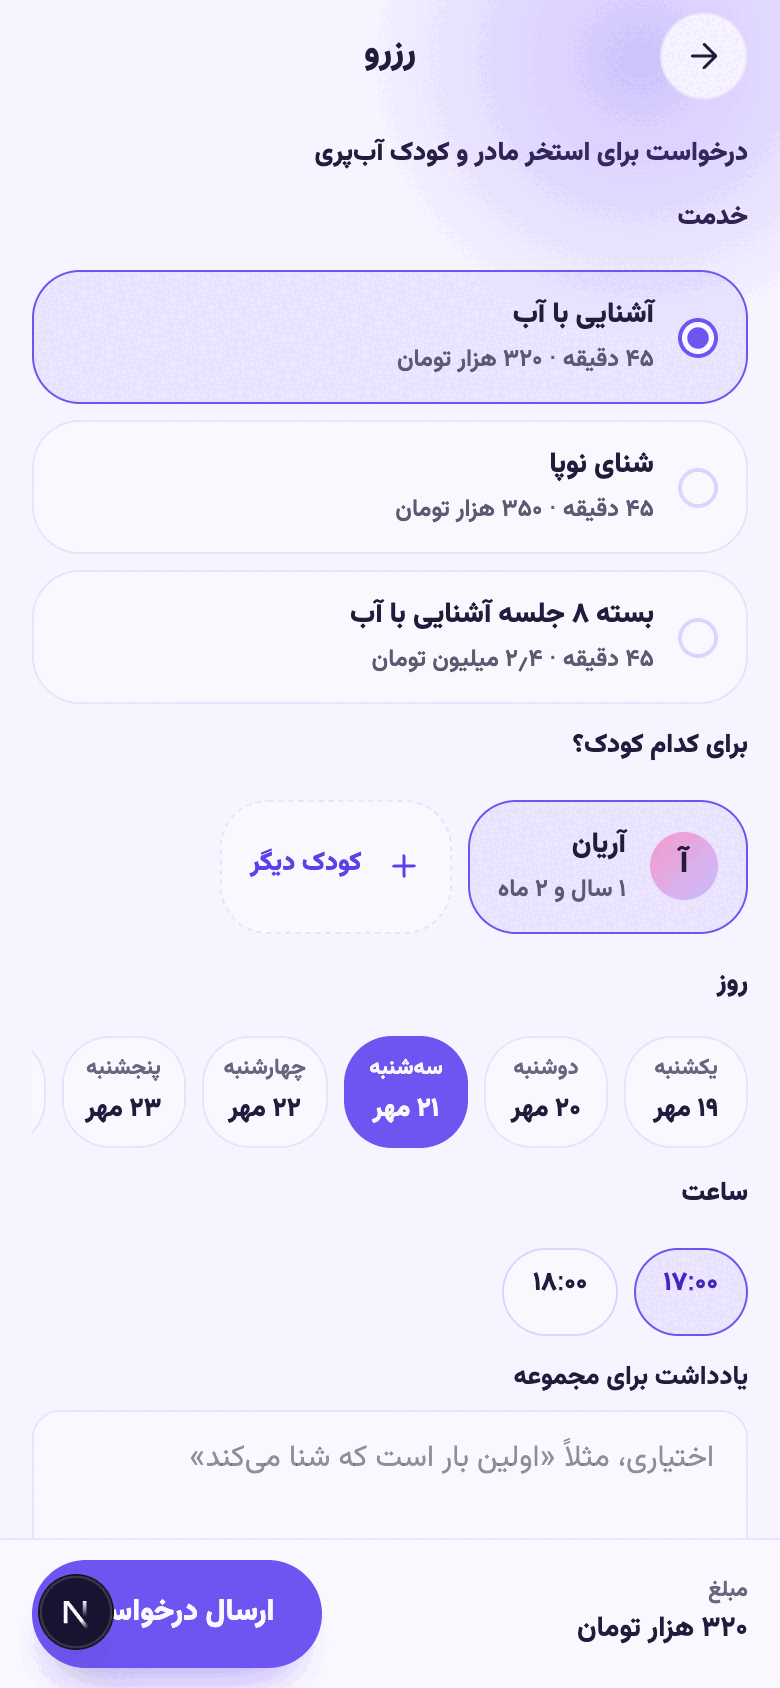 رزرو
درخواست برای استخر مادر و کودک آب‌پری
خدمت
آشنایی با آب
۴۵ دقیقه · ۳۲۰ هزار تومان
شنای نوپا
۴۵ دقیقه · ۳۵۰ هزار تومان
بسته ۸ جلسه آشنایی با آب
۴۵ دقیقه · ۲٫۴ میلیون تومان
برای کدام کودک؟
آ
آریان
۱ سال و ۲ ماه
کودک دیگر
روز
یکشنبه
۱۹ مهر
دوشنبه
۲۰ مهر
سه‌شنبه
۲۱ مهر
چهارشنبه
۲۲ مهر
پنجشنبه
۲۳ مهر
ساعت
۱۷:۰۰
۱۸:۰۰
یادداشت برای مجموعه
اختیاری، مثلاً «اولین بار است که شنا می‌کند»
مبلغ
۳۲۰ هزار تومان
ارسال
N